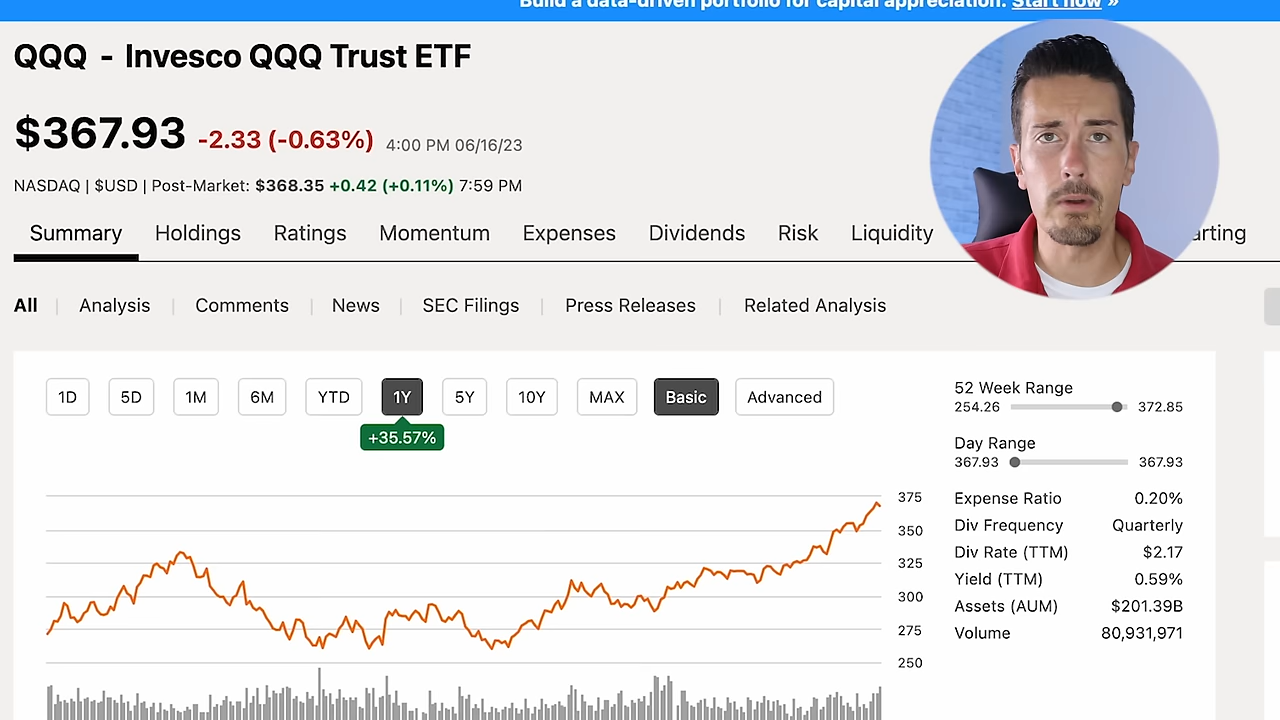 Build a data-driven portfolio for capital appreciation. Start now »
QQQ - Invesco QQQ Trust ETF
$367.93 -2.33 (-0.63%) 4:00 PM 06/16/23
NASDAQ | $USD | Post-Market: $368.35 +0.42 (+0.11%) 7:59 PM
Summary Holdings Ratings Momentum Expenses Dividends Risk Liquidity arting
All | Analysis | Comments | News | SEC Filings | Press Releases | Related Analysis
1D 5D 1M 6M YTD 1Y 5Y 10Y MAX Basic Advanced
+35.57%
375
350
325
300
275
250
52 Week Range
254.26 372.85
Day Range
367.93 367.93
Expense Ratio 0.20%
Div Frequency Quarterly
Div Rate (TTM) $2.17
Yield (TTM) 0.59%
Assets (AUM) $201.39B
Volume 80,931,971